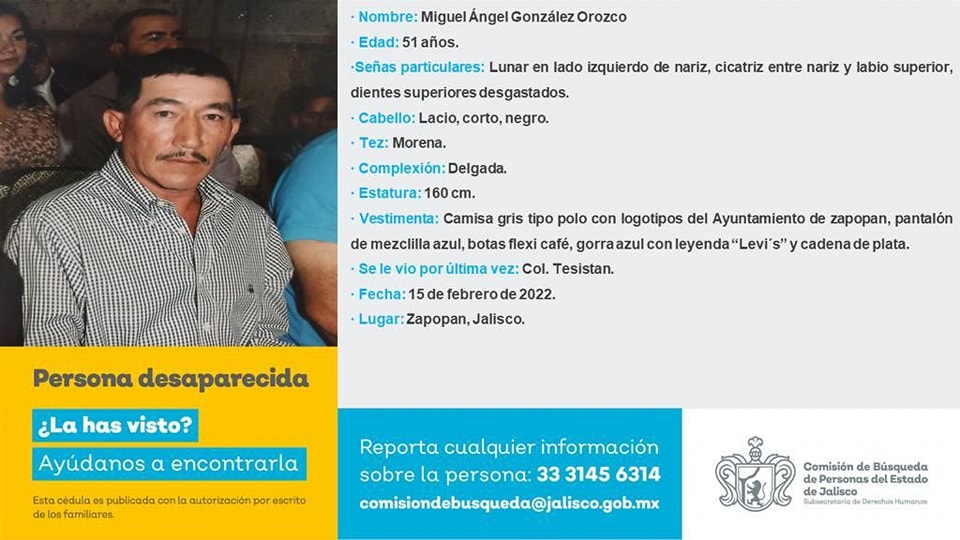 · Nombre: Miguel Ángel González Orozco
· Edad: 51 años.
·Señas particulares: Lunar en lado izquierdo de nariz, cicatriz entre nariz y labio superior,
dientes superiores desgastados.
· Cabello: Lacio, corto, negro.
· Tez: Morena.
· Complexión: Delgada.
· Estatura: 160 cm.
· Vestimenta: Camisa gris tipo polo con logotipos del Ayuntamiento de zapopan, pantalón
de mezclilla azul, botas flexi café, gorra azul con leyenda “Levi´s” y cadena de plata.
· Se le vio por última vez: Col. Tesistan.
· Fecha: 15 de febrero de 2022.
· Lugar: Zapopan, Jalisco.
Persona desaparecida
¿La has visto?
Ayúdanos a encontrarla
Esta cédula es publicada con la autorización por escrito
de los familiares.
Reporta cualquier información
sobre la persona: 33 3145 6314
comisiondebusqueda@jalisco.gob.mx
Comisión de Búsqueda
de Personas del Estado
de Jalisco
Subsecretaría de Derechos Humanos